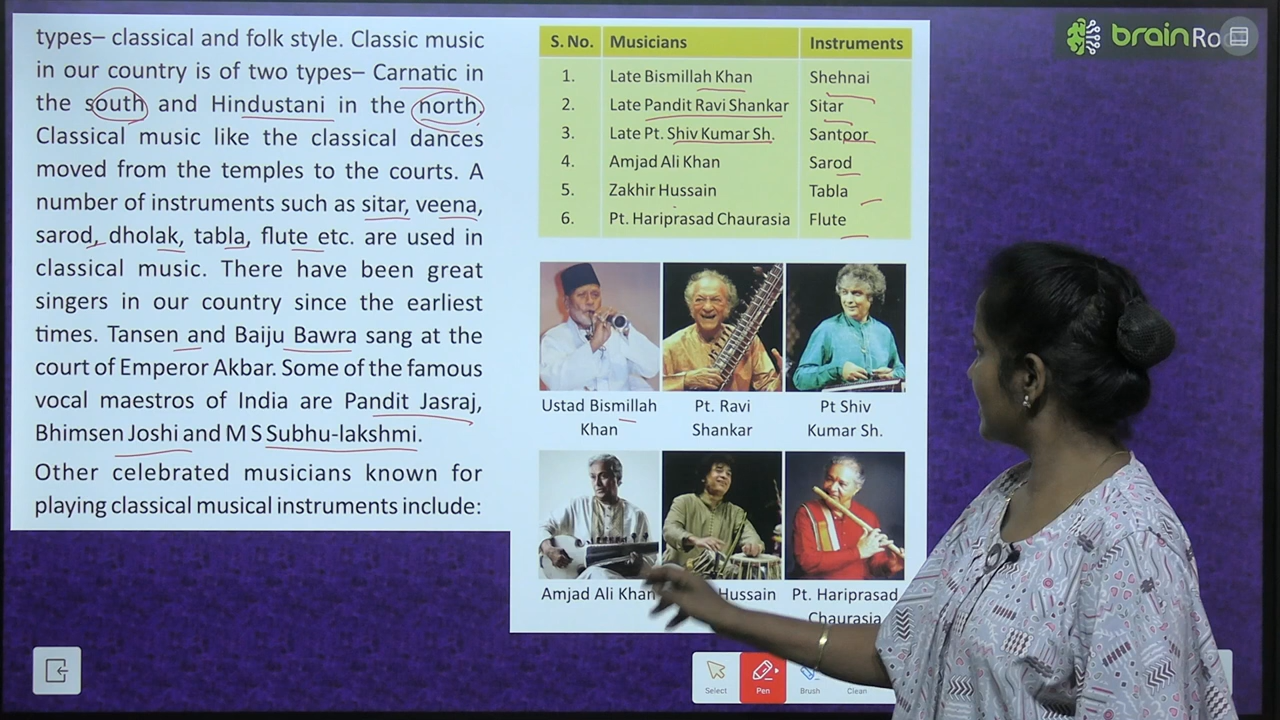 types– classical and folk style. Classic music
in our country is of two types– Carnatic in
the south and Hindustani in the north.
Classical music like the classical dances
moved from the temples to the courts. A
number of instruments such as sitar, veena,
sarod, dholak, tabla, flute etc. are used in
classical music. There have been great
singers in our country since the earliest
times. Tansen and Baiju Bawra sang at the
court of Emperor Akbar. Some of the famous
vocal maestros of India are Pandit Jasraj,
Bhimsen Joshi and M S Subhu-lakshmi.
Other celebrated musicians known for
playing classical musical instruments include:
S. No. Musicians Instruments
1. Late Bismillah Khan Shehnai
2. Late Pandit Ravi Shankar Sitar
3. Late Pt. Shiv Kumar Sh. Santoor
4. Amjad Ali Khan Sarod
5. Zakhir Hussain Tabla
6. Pt. Hariprasad Chaurasia Flute
Ustad Bismillah
Khan
Pt. Ravi
Shankar
Pt Shiv
Kumar Sh.
Amjad Ali Khan
Hussain
Pt. Hariprasad
Chaurasia
brain Ro
Select
Pen
Brush
Clean